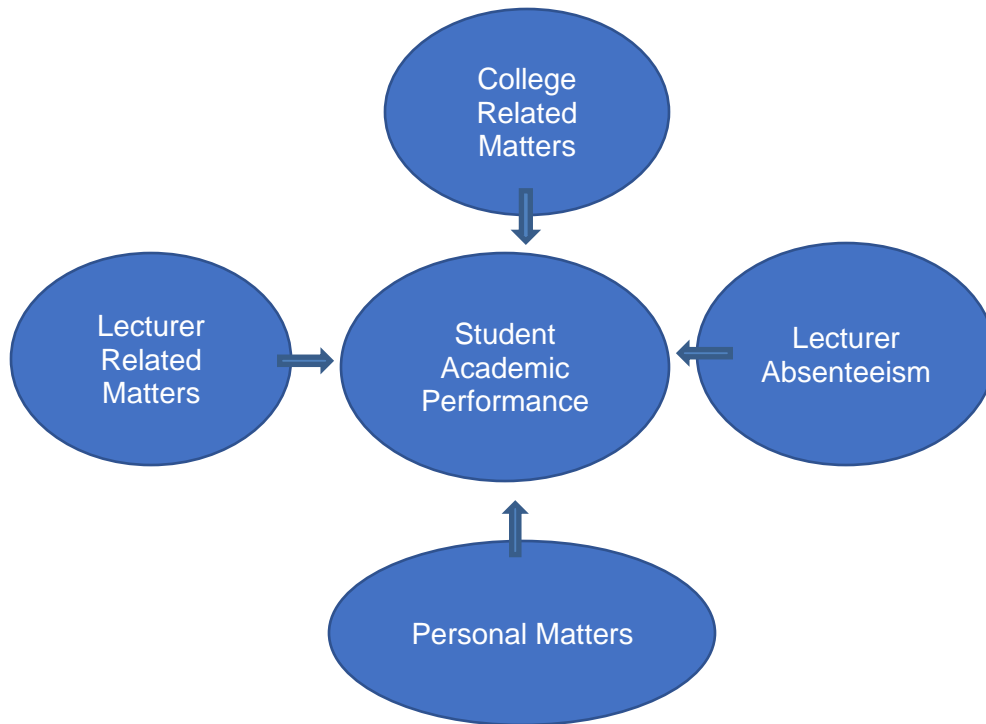 College
Related
Matters
Lecturer
Related
Matters
Student
Academic
Performance
Lecturer
Absenteeism
Personal Matters